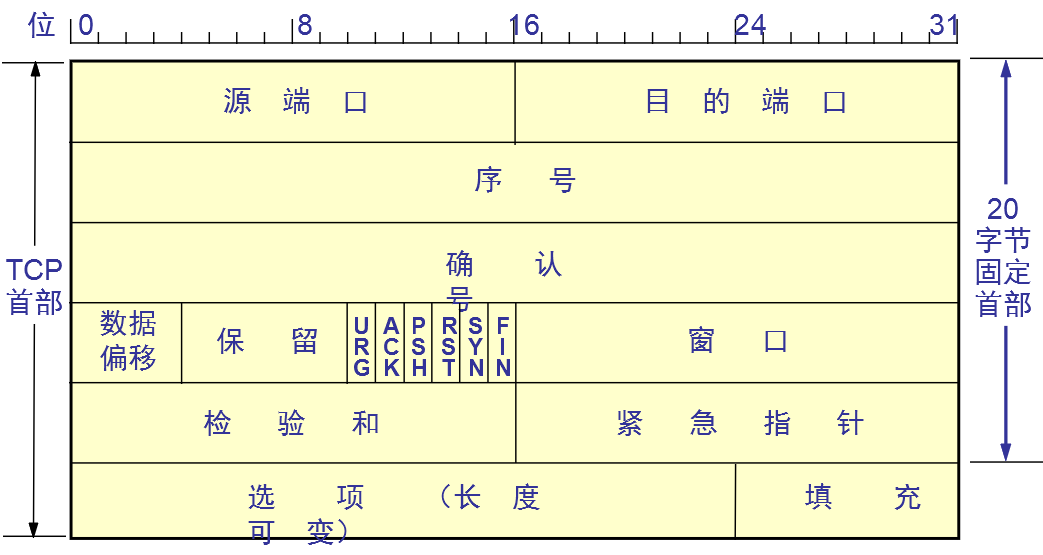 位 0 8 16 24 31
源 端 口 目 的 端 口
序 号
确 认
号
TCP
首部
20
字节
固定
首部
数据
偏移
保 留
URG
ACK
PSH
RST
SYN
FIN
窗 口
检 验 和
紧 急 指 针
选 项 （长 度
可 变）
填 充